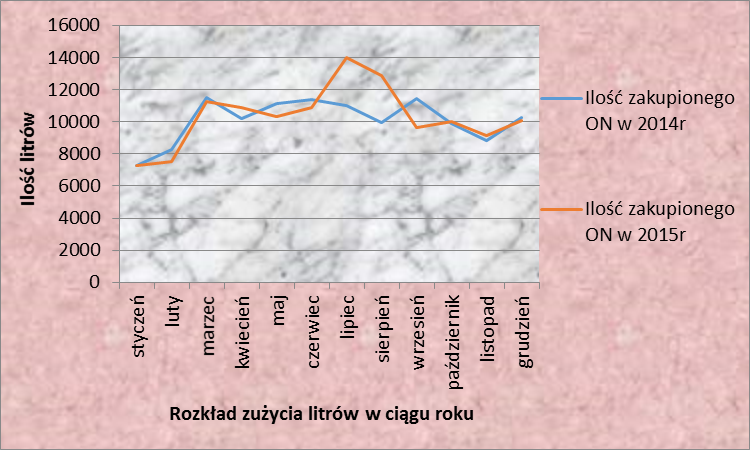 16000
14000
12000
10000
8000
6000
4000
2000
0
Ilość litrów
styczeń
luty
marzec
kwiecień
maj
czerwiec
lipiec
sierpień
wrzesień
październik
listopad
grudzień
Rozkład zużycia litrów w ciągu roku
Ilość zakupionego
ON w 2014r
Ilość zakupionego
ON w 2015r